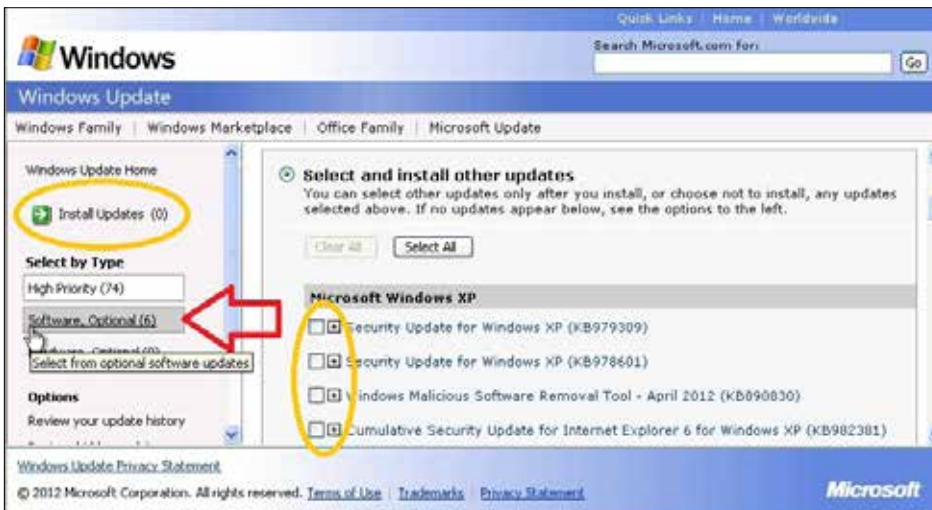 Quick Links | Home | Worldwide
Windows
Search Microsoft.com for:
Go
Windows Update
Windows Family | Windows Marketplace | Office Family | Microsoft Update
Windows Update Home
Install Updates (0)
Select by Type
High Priority (74)
Software, Optional (6)
Hardware, Optional (0)
Select from optional software updates
Options
Review your update history
Select and install other updates
You can select other updates only after you install, or choose not to install, any updates
selected above. If no updates appear below, see the options to the left.
Clear All
Select All
Microsoft Windows XP
Security Update for Windows XP (KB979309)
Security Update for Windows XP (KB978601)
Windows Malicious Software Removal Tool - April 2012 (KB890830)
Cumulative Security Update for Internet Explorer 6 for Windows XP (KB982381)
Windows Update Privacy Statement
© 2012 Microsoft Corporation. All rights reserved. Terms of Use | Trademarks | Privacy Statement
Microsoft